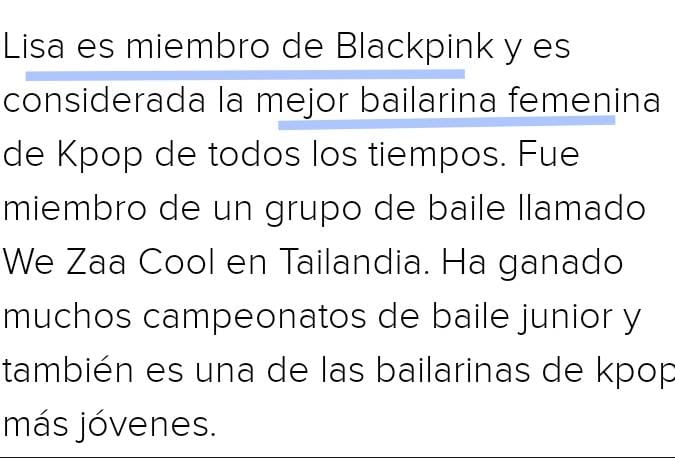 Lisa es miembro de Blackpink y es
considerada la mejor bailarina femenina
de Kpop de todos los tiempos. Fue
miembro de un grupo de baile llamado
We Zaa Cool en Tailandia. Ha ganado
muchos campeonatos de baile junior y
también es una de las bailarinas de kpop
más jóvenes.